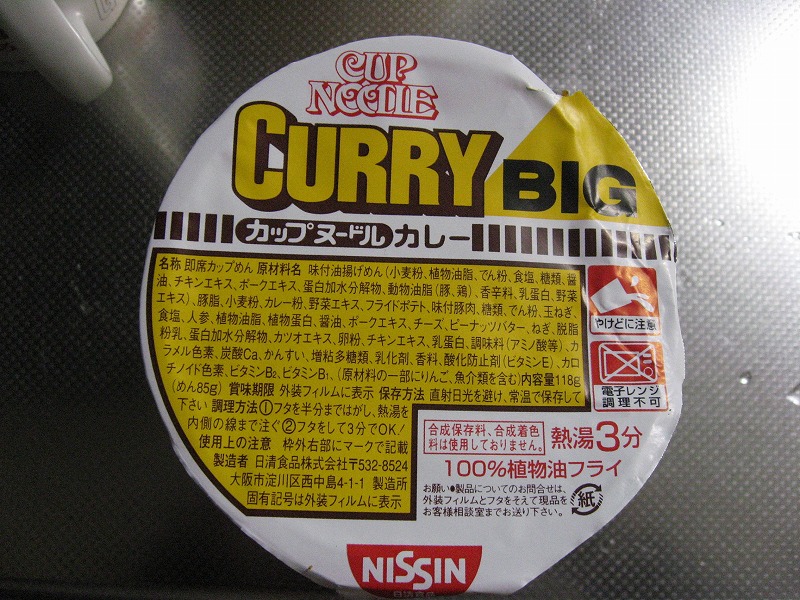 CUP
NOODLE
CURRY BIG
カップヌードル カレー
名称 即席カップめん 原材料名 味付油揚げめん(小麦粉、植物油脂、でん粉、食塩、糖類、醤
油、チキンエキス、ポークエキス、蛋白加水分解物、動物油脂(豚、鶏)、香辛料、乳蛋白、野菜
エキス)、豚脂、小麦粉、カレー粉、野菜エキス、フライドポテト、味付豚肉、糖類、でん粉、玉ねぎ、
食塩、人参、植物油脂、植物蛋白、醤油、ポークエキス、チーズ、ピーナッツバター、ねぎ、脱脂
粉乳、蛋白加水分解物、カツオエキス、卵粉、チキンエキス、乳蛋白、調味料(アミノ酸等)、カ
ラメル色素、炭酸Ca、かんすい、増粘多糖類、乳化剤、香料、酸化防止剤(ビタミンE)、カロ
チノイド色素、ビタミンB₂、ビタミンB₁、(原材料の一部にりんご、魚介類を含む)内容量118g
(めん85g) 賞味期限 外装フィルムに表示 保存方法 直射日光を避け、常温で保存して
下さい 調理方法①フタを半分まではがし、熱湯を
内側の線まで注ぐ②フタをして3分でOK!
使用上の注意 枠外右部にマークで記載
製造者 日清食品株式会社〒532-8524
大阪市淀川区西中島4-1-1 製造所
固有記号は外装フィルムに表示
やけどに注意
電子レンジ
調理不可
合成保存料、合成着色
料は使用しておりません。
熱湯3分
100%植物油フライ
お願い●製品についてのお問合せは、
外装フィルムとフタをそえて現品を
お客様相談室までお送り下さい。
紙
NISSIN
日清食品